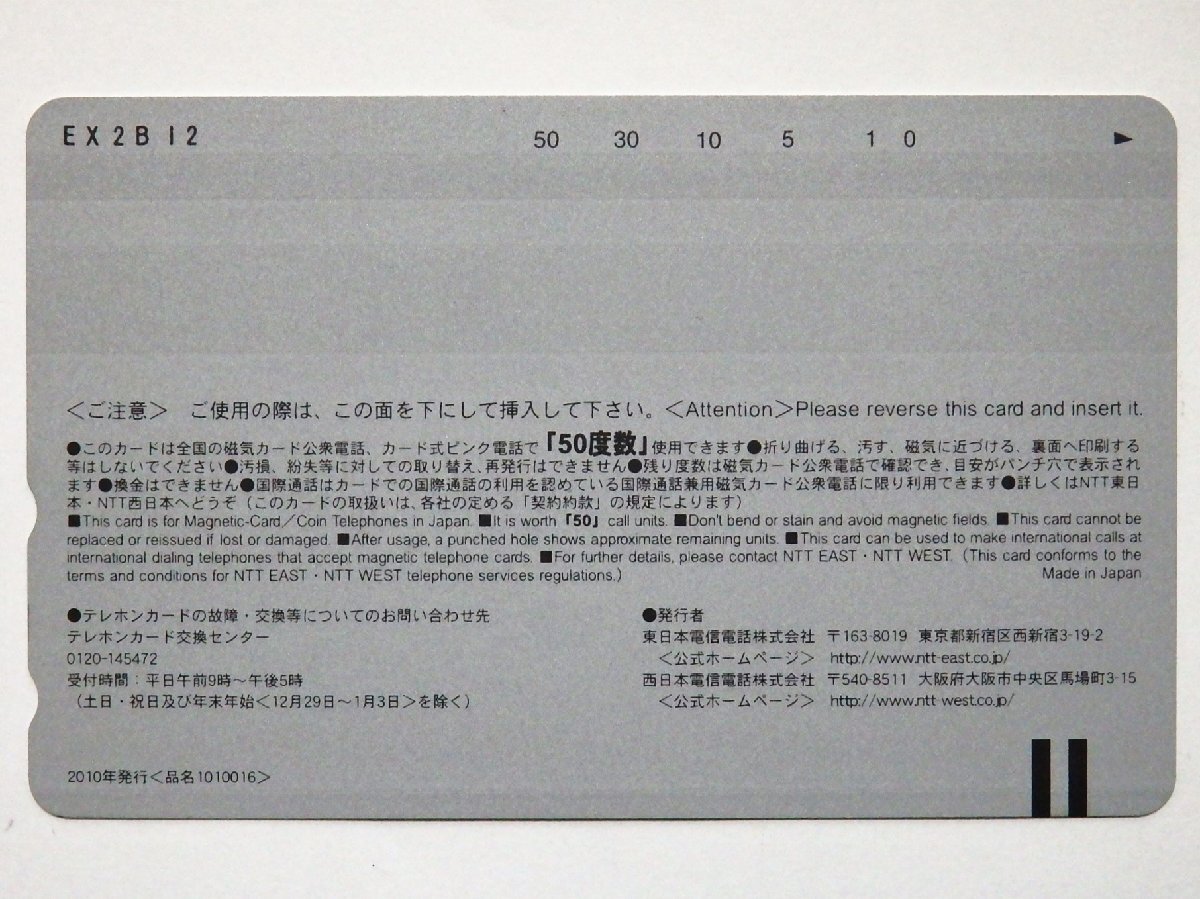 EX2B12 50 30 10 5 1 0 ►
＜ご注意＞　ご使用の際は、この面を下にして挿入して下さい。＜Attention＞Please reverse this card and insert it.
●このカードは全国の磁気カード公衆電話、カード式ピンク電話で「50度数」使用できます●折り曲げる、汚す、磁気に近づける、裏面へ印刷する
等はしないでください●汚損、紛失等に対しての取り替え、再発行はできません●残り度数は磁気カード公衆電話で確認でき、目安がパンチ穴で表示され
ます●換金はできません●国際通話はカードでの国際通話の利用を認めている国際通話兼用磁気カード公衆電話に限り利用できます●詳しくはNTT東日
本・NTT西日本へどうぞ（このカードの取扱いは、各社の定める「契約約款」の規定によります）
■This card is for Magnetic-Card／Coin Telephones in Japan. ■It is worth「50」call units. ■Don't bend or stain and avoid magnetic fields. ■This card cannot be
replaced or reissued if lost or damaged. ■After usage, a punched hole shows approximate remaining units. ■This card can be used to make international calls at
international dialing telephones that accept magnetic telephone cards. ■For further details, please contact NTT EAST・NTT WEST.（This card conforms to the
terms and conditions for NTT EAST・NTT WEST telephone services regulations.） Made in Japan
●テレホンカードの故障・交換等についてのお問い合わせ先
テレホンカード交換センター
0120-145472
受付時間：平日午前9時～午後5時
（土日・祝日及び年末年始＜12月29日～1月3日＞を除く）
●発行者
東日本電信電話株式会社　〒163-8019　東京都新宿区西新宿3-19-2
＜公式ホームページ＞　http://www.ntt-east.co.jp/
西日本電信電話株式会社　〒540-8511　大阪府大阪市中央区馬場町3-15
＜公式ホームページ＞　http://www.ntt-west.co.jp/
2010年発行＜品名1010016＞